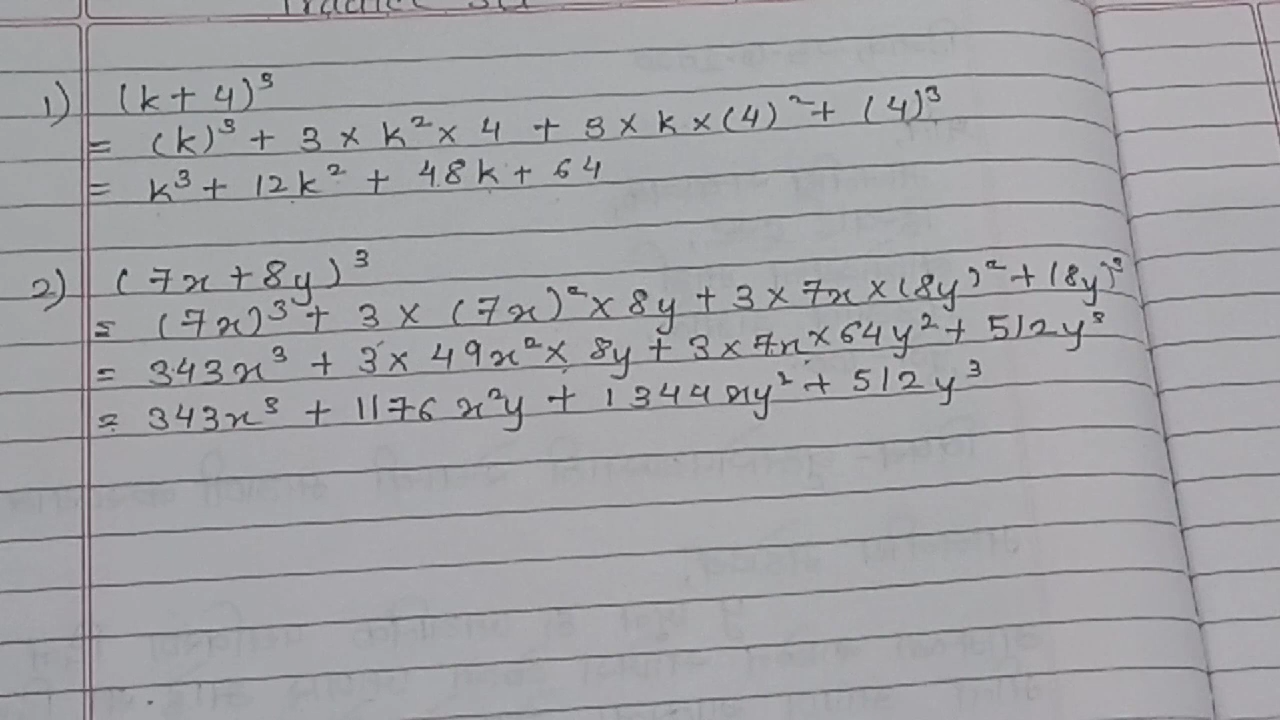 Practice Set
1) (k + 4)³
= (k)³ + 3 × k² × 4 + 3 × k × (4)² + (4)³
= k³ + 12k² + 48k + 64
2) (7x + 8y)³
= (7x)³ + 3 × (7x)² × 8y + 3 × 7x × (8y)² + (8y)³
= 343x³ + 3 × 49x² × 8y + 3 × 7x × 64y² + 512y³
= 343x³ + 1176x²y + 1344xy² + 512y³